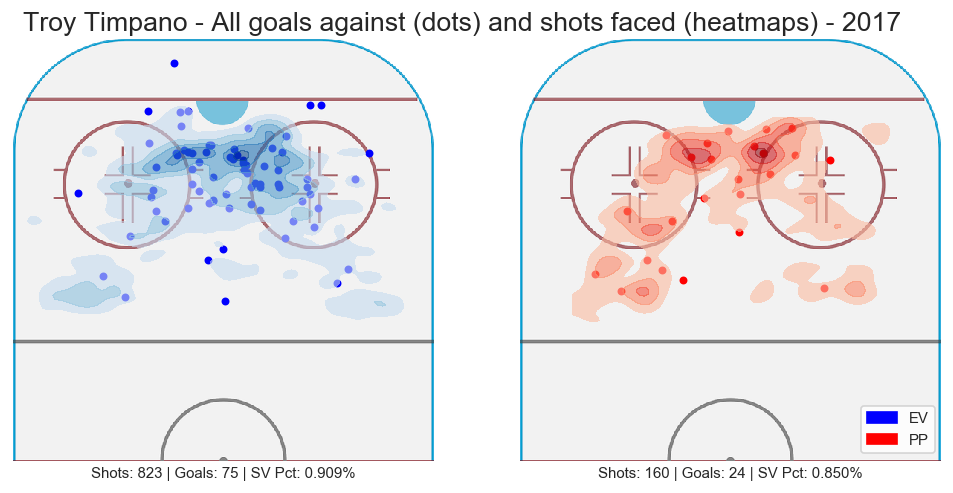 Troy Timpano - All goals against (dots) and shots faced (heatmaps) - 2017
EV
PP
Shots: 823 | Goals: 75 | SV Pct: 0.909%
Shots: 160 | Goals: 24 | SV Pct: 0.850%